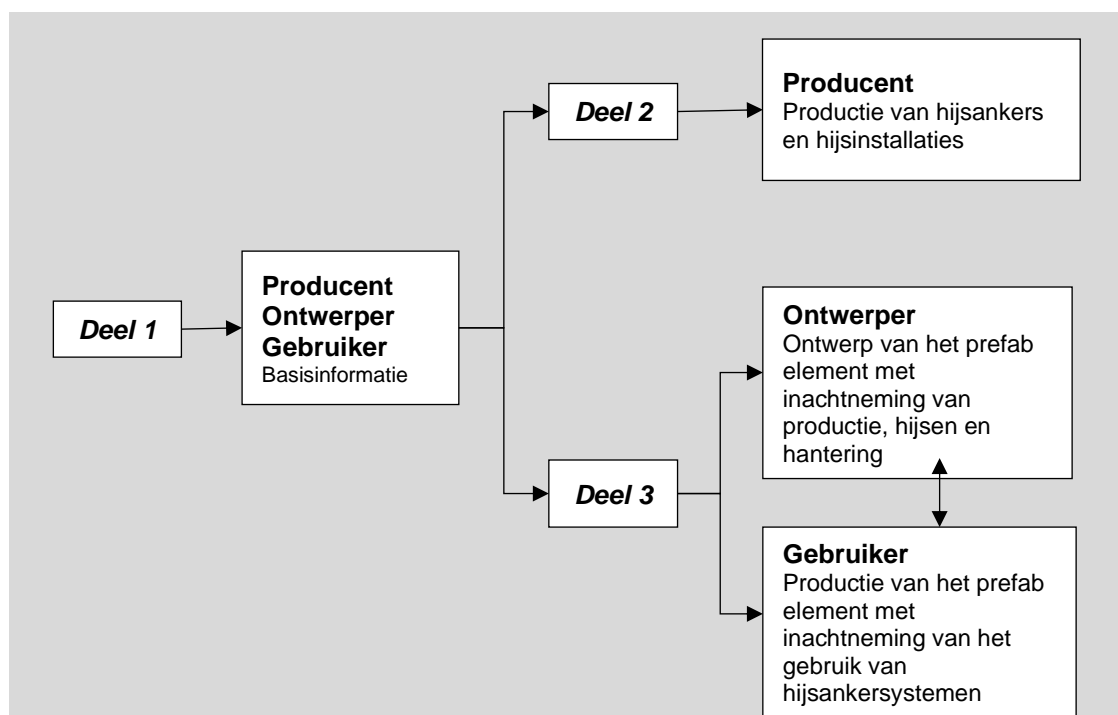 Deel 1
Producent
Ontwerper
Gebruiker
Basisinformatie
Deel 2
Producent
Productie van hijsankers
en hijsinstallaties
Deel 3
Ontwerper
Ontwerp van het prefab
element met
inachtneming van
productie, hijsen en
hantering
Gebruiker
Productie van het prefab
element met
inachtneming van het
gebruik van
hijsankersystemen